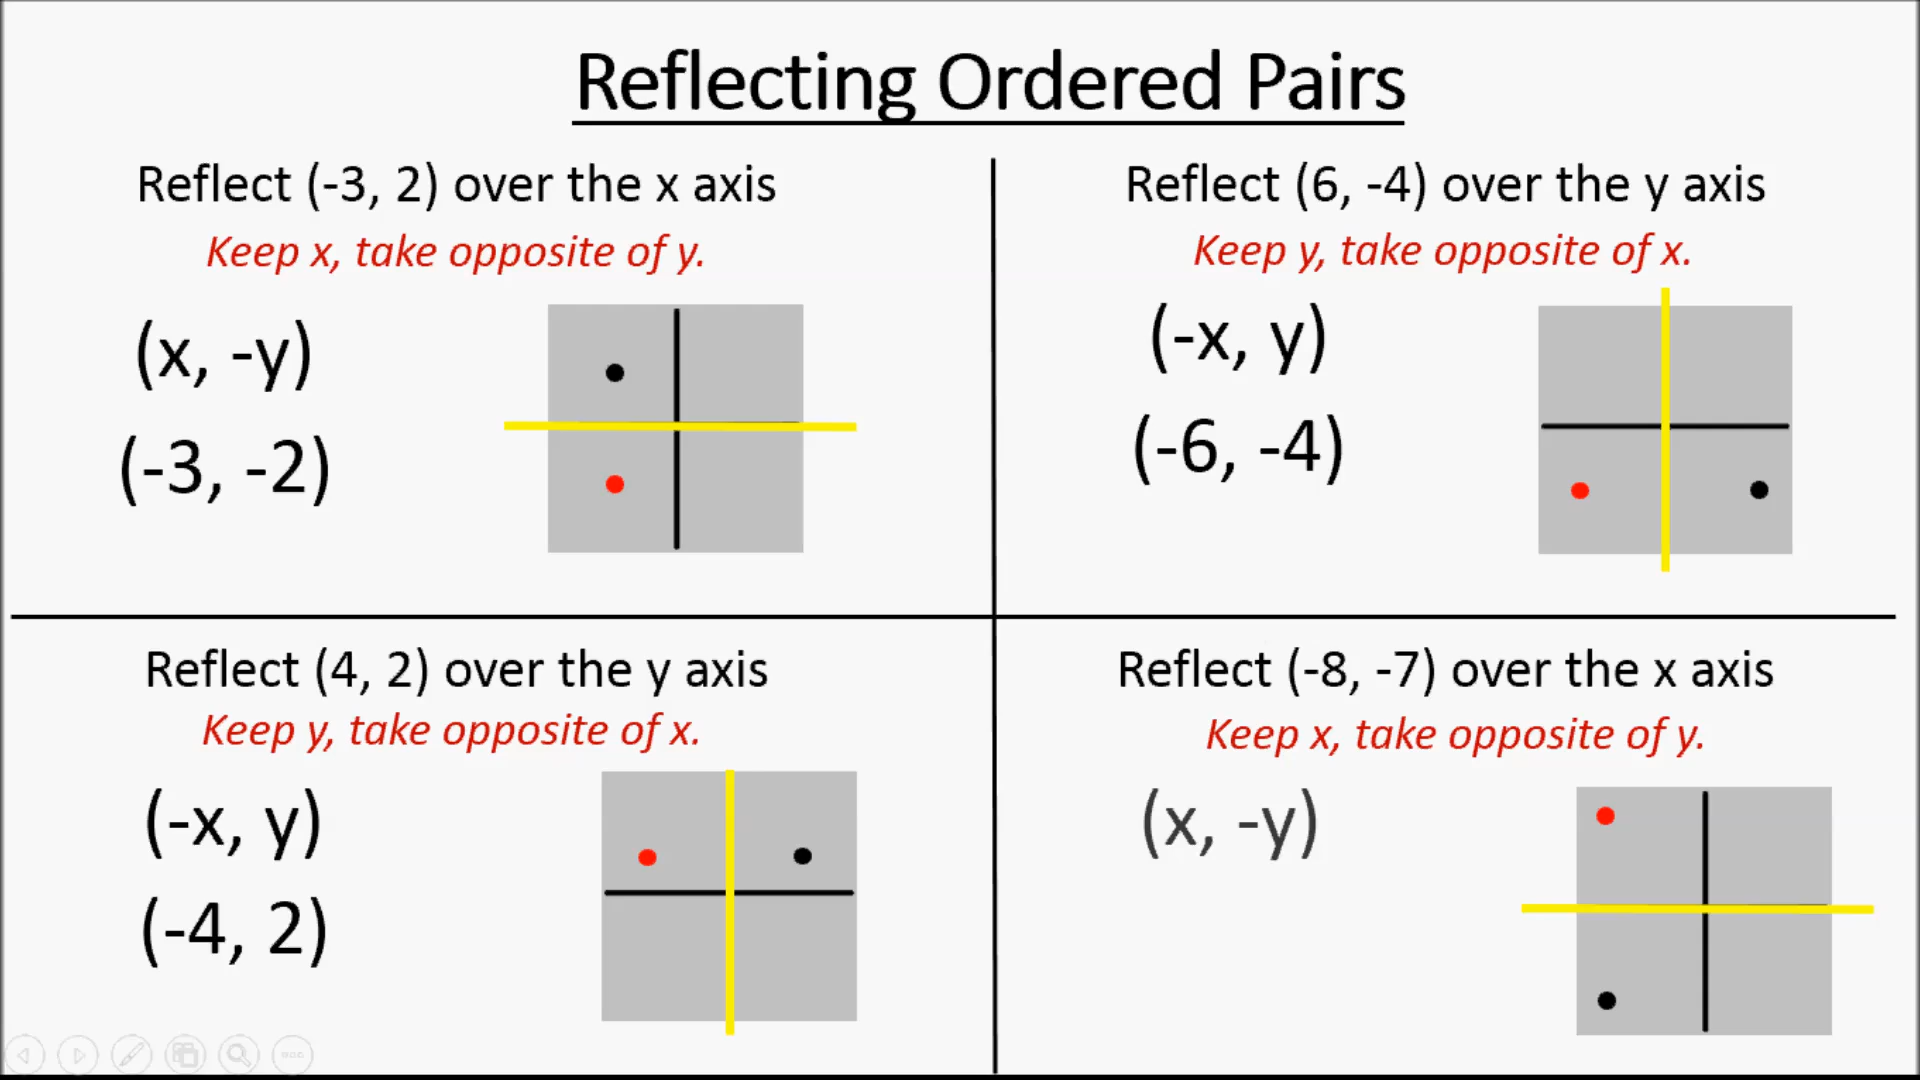 Reflecting Ordered Pairs
Reflect (-3, 2) over the x axis
Keep x, take opposite of y.
(x, -y)
(-3, -2)
Reflect (6, -4) over the y axis
Keep y, take opposite of x.
(-x, y)
(-6, -4)
Reflect (4, 2) over the y axis
Keep y, take opposite of x.
(-x, y)
(-4, 2)
Reflect (-8, -7) over the x axis
Keep x, take opposite of y.
(x, -y)